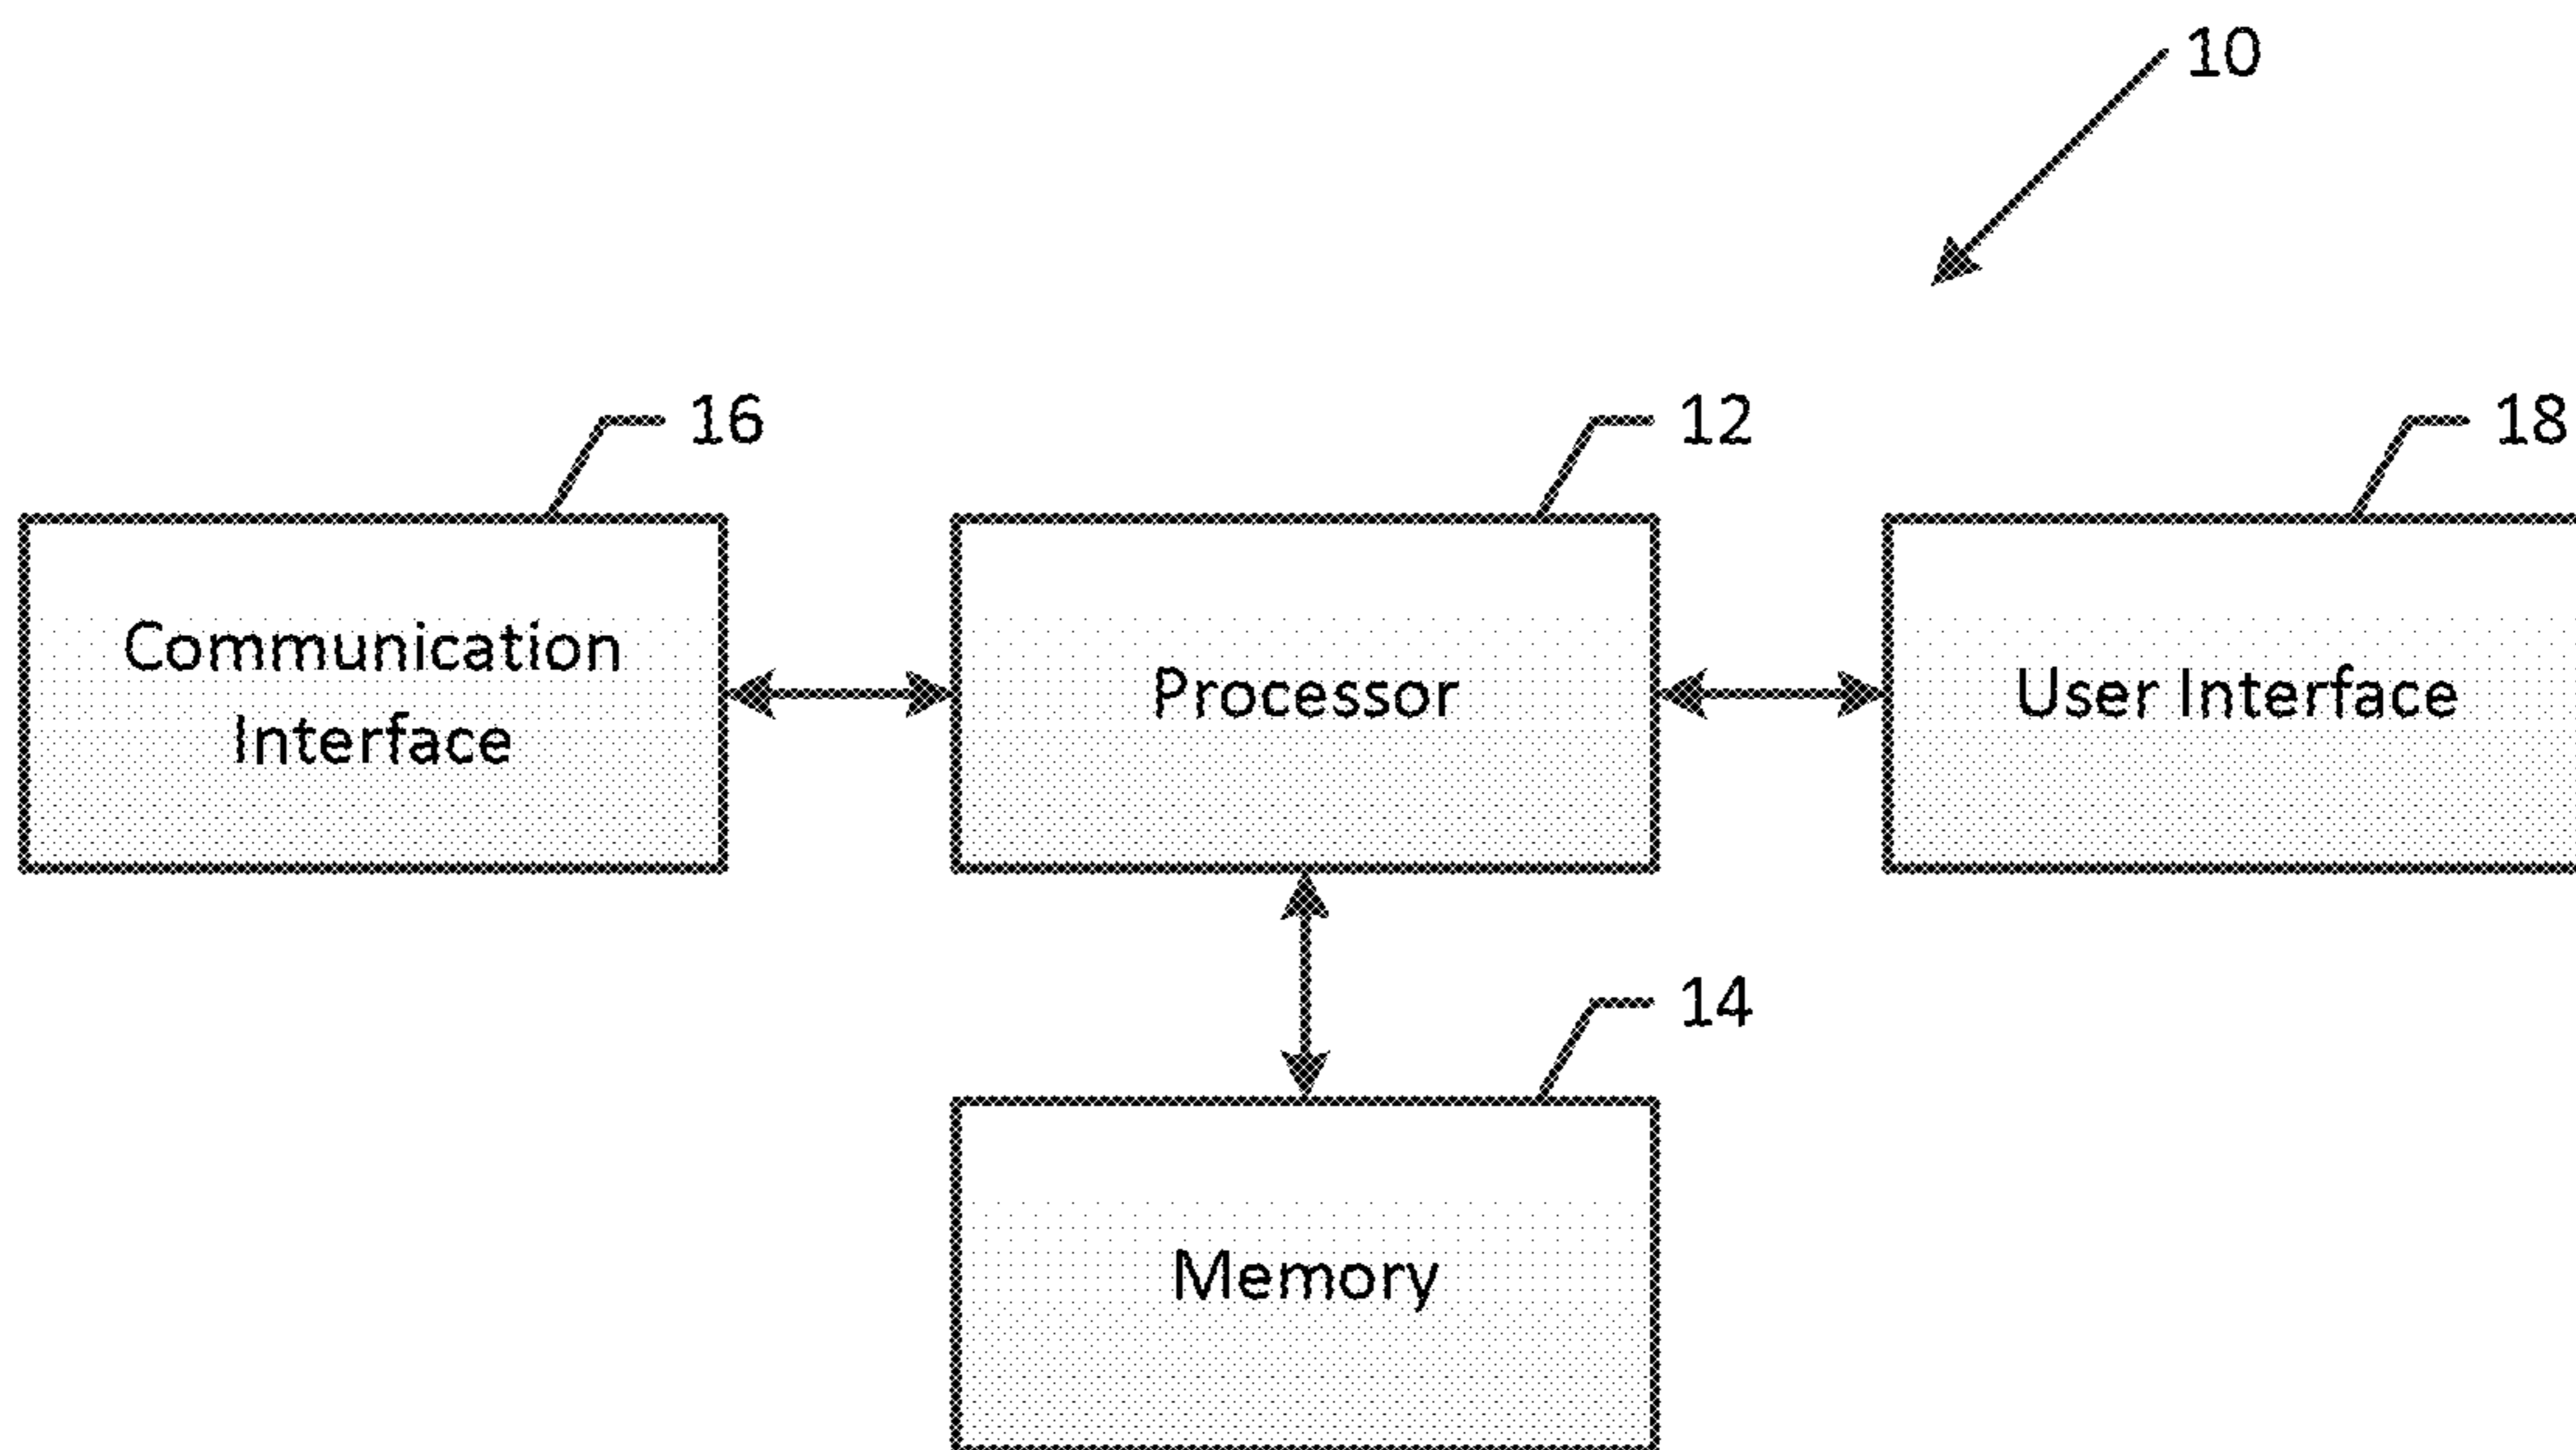 10
16
12
18
Communication
Interface
Processor
User Interface
14
Memory